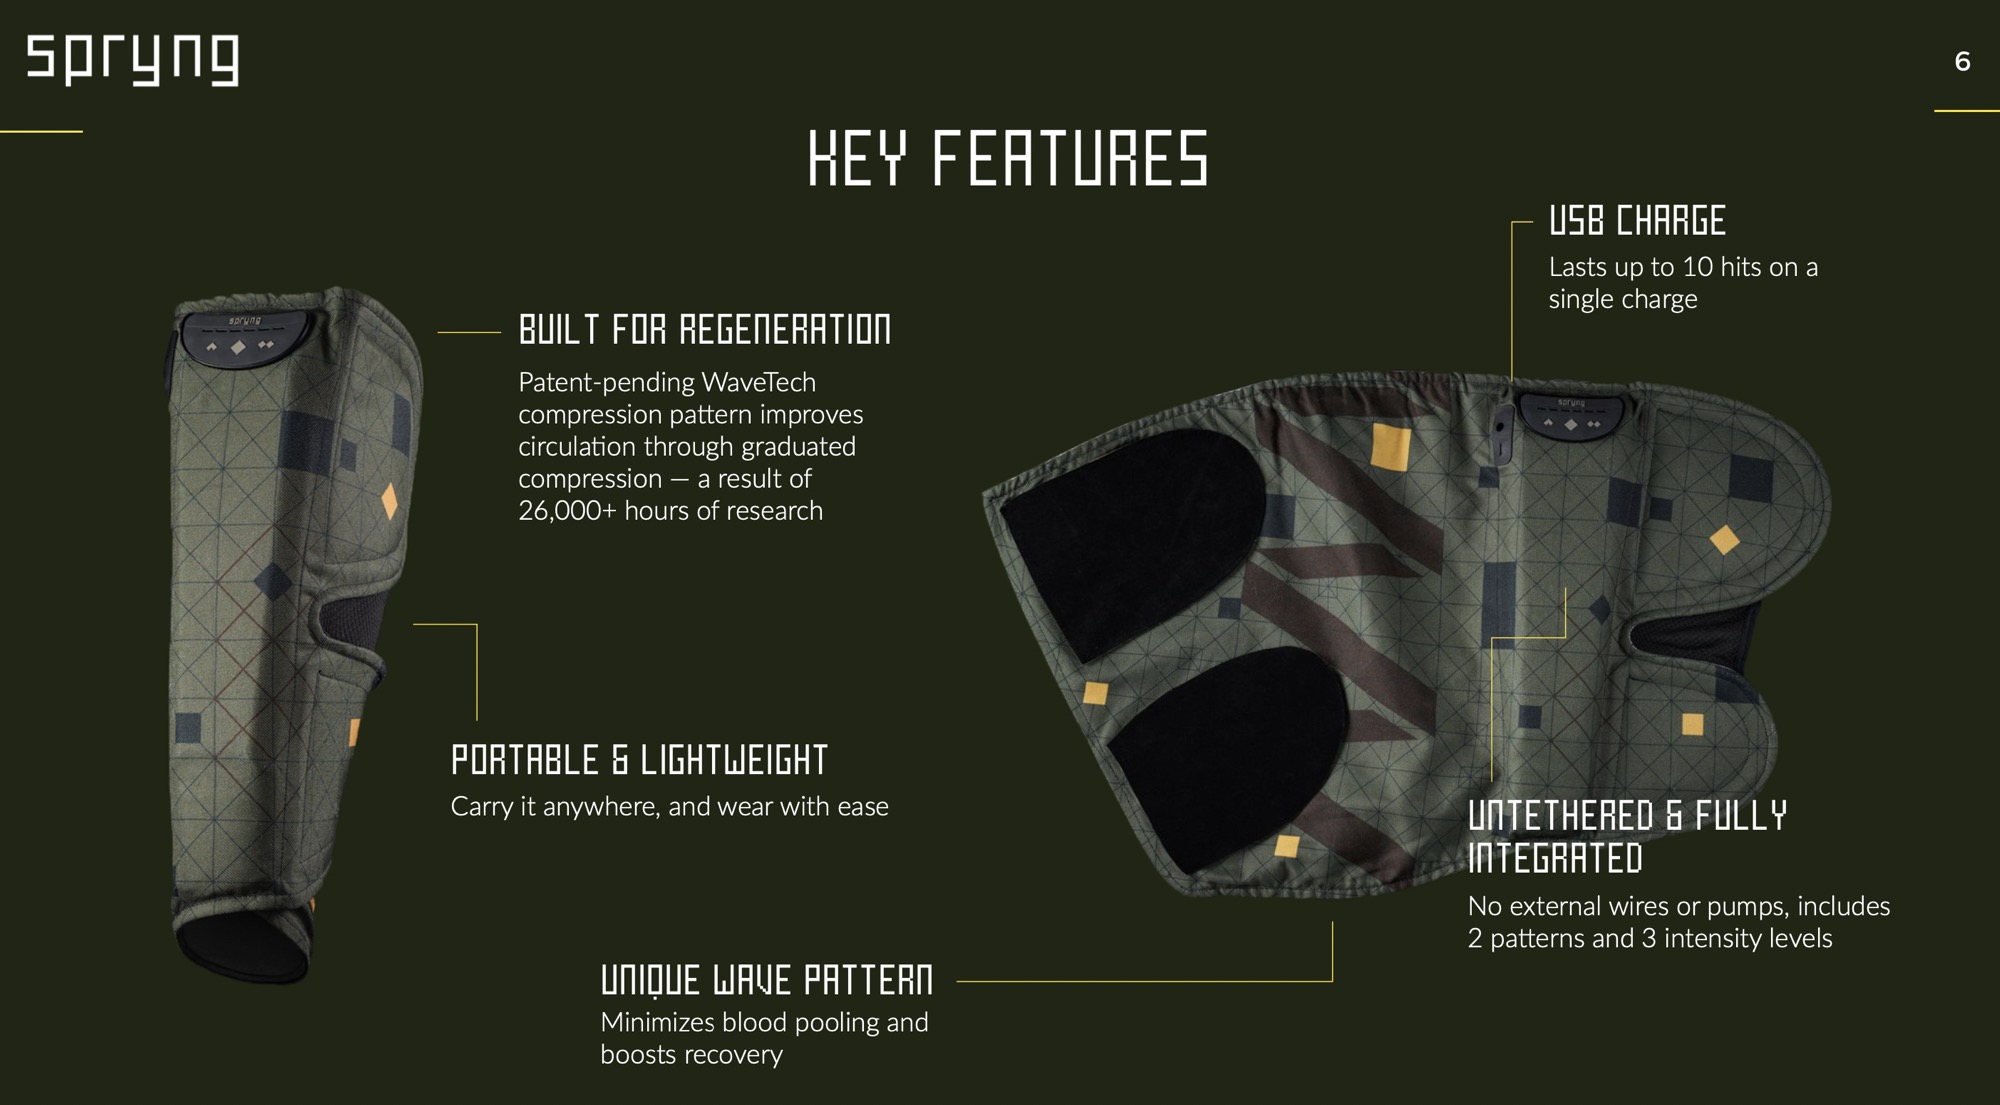 spryng
6
KEY FEATURES
USB CHARGE
Lasts up to 10 hits on a
single charge
spryng
BUILT FOR REGENERATION
Patent-pending WaveTech
compression pattern improves
circulation through graduated
compression — a result of
26,000+ hours of research
spryng
PORTABLE & LIGHTWEIGHT
Carry it anywhere, and wear with ease
UNTETHERED & FULLY
INTEGRATED
No external wires or pumps, includes
2 patterns and 3 intensity levels
UNIQUE WAVE PATTERN
Minimizes blood pooling and
boosts recovery